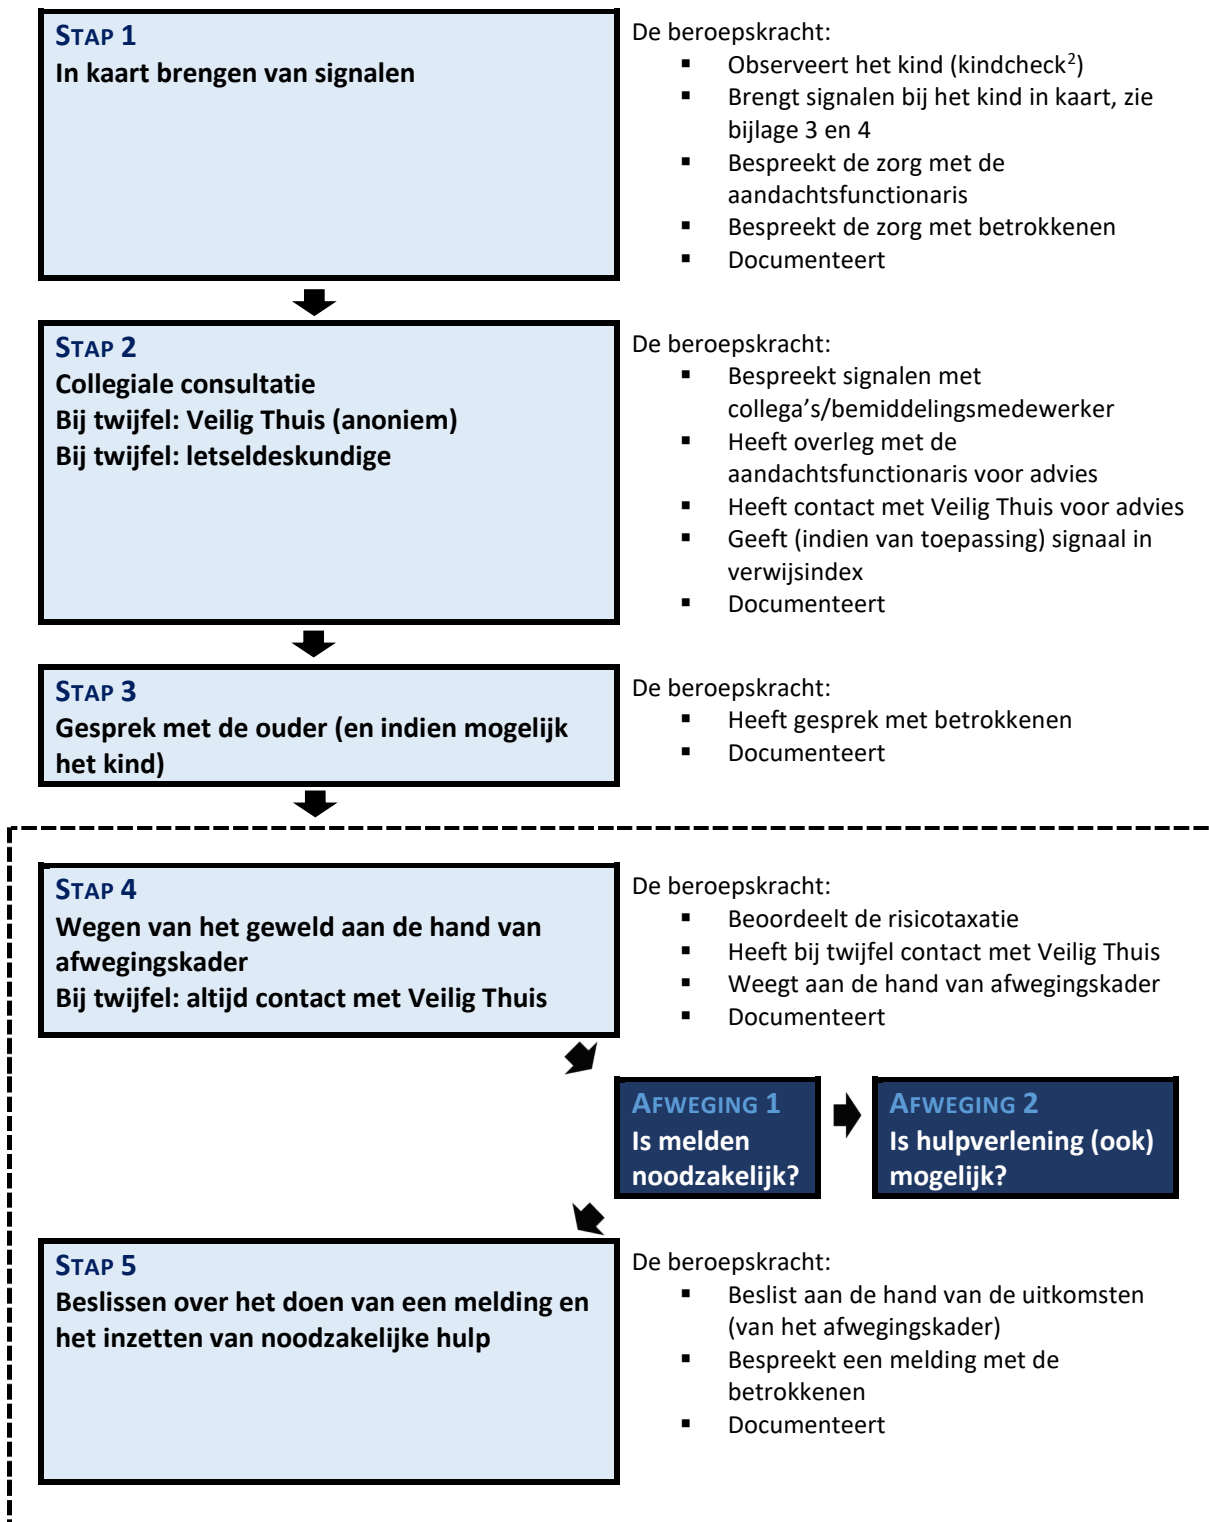 STAP 1
In kaart brengen van signalen
De beroepskracht:
▪ Observeert het kind (kindcheck²)
▪ Brengt signalen bij het kind in kaart, zie
bijlage 3 en 4
▪ Bespreekt de zorg met de
aandachtsfunctionaris
▪ Bespreekt de zorg met betrokkenen
▪ Documenteert
STAP 2
Collegiale consultatie
Bij twijfel: Veilig Thuis (anoniem)
Bij twijfel: letseldeskundige
De beroepskracht:
▪ Bespreekt signalen met
collega’s/bemiddelingsmedewerker
▪ Heeft overleg met de
aandachtsfunctionaris voor advies
▪ Heeft contact met Veilig Thuis voor advies
▪ Geeft (indien van toepassing) signaal in
verwijsindex
▪ Documenteert
STAP 3
Gesprek met de ouder (en indien mogelijk
het kind)
De beroepskracht:
▪ Heeft gesprek met betrokkenen
▪ Documenteert
STAP 4
Wegen van het geweld aan de hand van
afwegingskader
Bij twijfel: altijd contact met Veilig Thuis
De beroepskracht:
▪ Beoordeelt de risicotaxatie
▪ Heeft bij twijfel contact met Veilig Thuis
▪ Weegt aan de hand van afwegingskader
▪ Documenteert
AFWEGING 1
Is melden
noodzakelijk?
AFWEGING 2
Is hulpverlening (ook)
mogelijk?
STAP 5
Beslissen over het doen van een melding en
het inzetten van noodzakelijke hulp
De beroepskracht:
▪ Beslist aan de hand van de uitkomsten
(van het afwegingskader)
▪ Bespreekt een melding met de
betrokkenen
▪ Documenteert